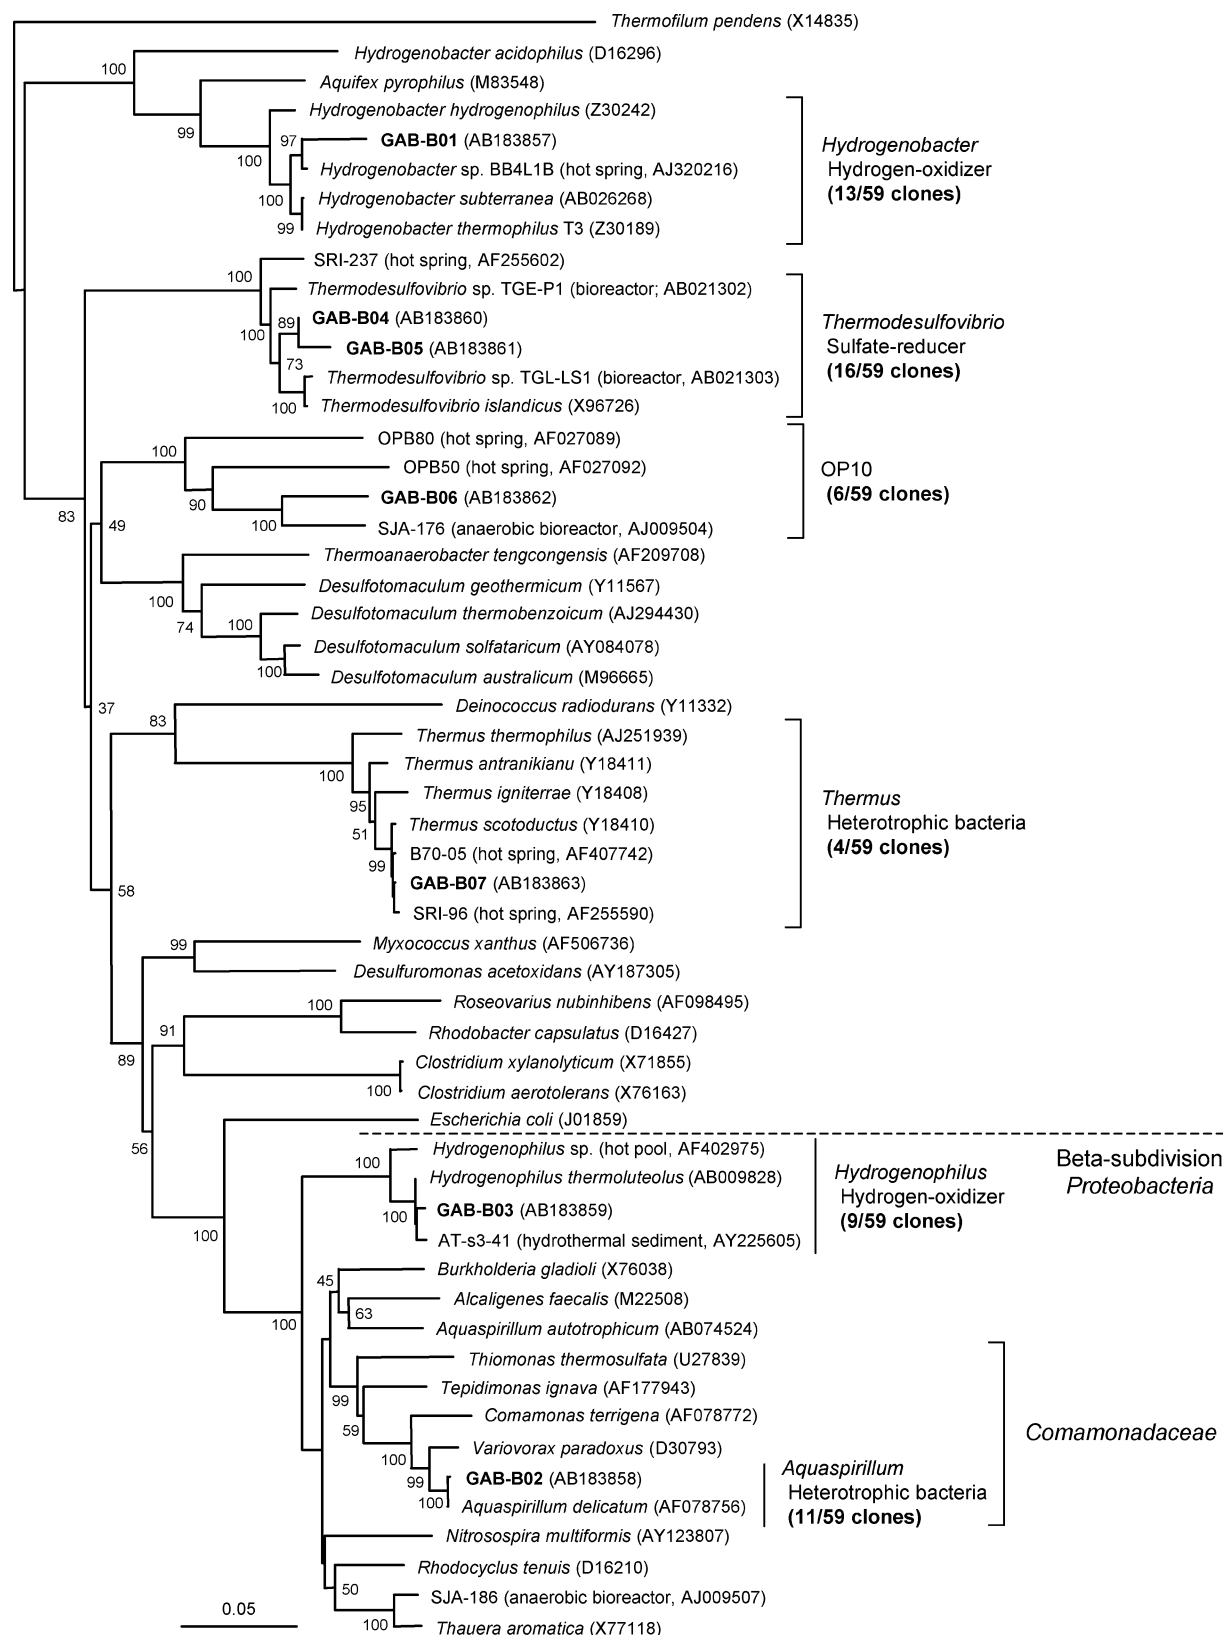 Thermofilum pendens (X14835)
Hydrogenobacter acidophilus (D16296)
100
Aquifex pyrophilus (M83548)
99
Hydrogenobacter hydrogenophilus (Z30242)
100
97
GAB-B01 (AB183857)
Hydrogenobacter sp. BB4L1B (hot spring, AJ320216)
100
Hydrogenobacter subterranea (AB026268)
99
Hydrogenobacter thermophilus T3 (Z30189)
Hydrogenobacter
Hydrogen-oxidizer
(13/59 clones)
SRI-237 (hot spring, AF255602)
100
Thermodesulfovibrio sp. TGE-P1 (bioreactor; AB021302)
100
89
GAB-B04 (AB183860)
GAB-B05 (AB183861)
73
Thermodesulfovibrio sp. TGL-LS1 (bioreactor, AB021303)
100
Thermodesulfovibrio islandicus (X96726)
Thermodesulfovibrio
Sulfate-reducer
(16/59 clones)
OPB80 (hot spring, AF027089)
100
OPB50 (hot spring, AF027092)
90
GAB-B06 (AB183862)
100
SJA-176 (anaerobic bioreactor, AJ009504)
OP10
(6/59 clones)
83
49
Thermoanaerobacter tengcongensis (AF209708)
100
Desulfotomaculum geothermicum (Y11567)
74
100
Desulfotomaculum thermobenzoicum (AJ294430)
Desulfotomaculum solfataricum (AY084078)
100
Desulfotomaculum australicum (M96665)
37
Deinococcus radiodurans (Y11332)
83
Thermus thermophilus (AJ251939)
100
Thermus antranikianu (Y18411)
95
Thermus igniterrae (Y18408)
51
Thermus scotoductus (Y18410)
99
B70-05 (hot spring, AF407742)
GAB-B07 (AB183863)
SRI-96 (hot spring, AF255590)
Thermus
Heterotrophic bacteria
(4/59 clones)
58
Myxococcus xanthus (AF506736)
99
Desulfuromonas acetoxidans (AY187305)
89
Roseovarius nubinhibens (AF098495)
100
91
Rhodobacter capsulatus (D16427)
Clostridium xylanolyticum (X71855)
100
Clostridium aerotolerans (X76163)
56
Escherichia coli (J01859)
100
Beta-subdivision
Proteobacteria
Hydrogenophilus sp. (hot pool, AF402975)
100
Hydrogenophilus thermoluteolus (AB009828)
100
GAB-B03 (AB183859)
AT-s3-41 (hydrothermal sediment, AY225605)
Hydrogenophilus
Hydrogen-oxidizer
(9/59 clones)
100
Burkholderia gladioli (X76038)
45
Alcaligenes faecalis (M22508)
63
Aquaspirillum autotrophicum (AB074524)
Thiomonas thermosulfata (U27839)
99
Tepidimonas ignava (AF177943)
59
Comamonas terrigena (AF078772)
100
Variovorax paradoxus (D30793)
99
GAB-B02 (AB183858)
100
Aquaspirillum delicatum (AF078756)
Aquaspirillum
Heterotrophic bacteria
(11/59 clones)
Comamonadaceae
Nitrosospira multiformis (AY123807)
Rhodocyclus tenuis (D16210)
50
SJA-186 (anaerobic bioreactor, AJ009507)
100
Thauera aromatica (X77118)
0.05